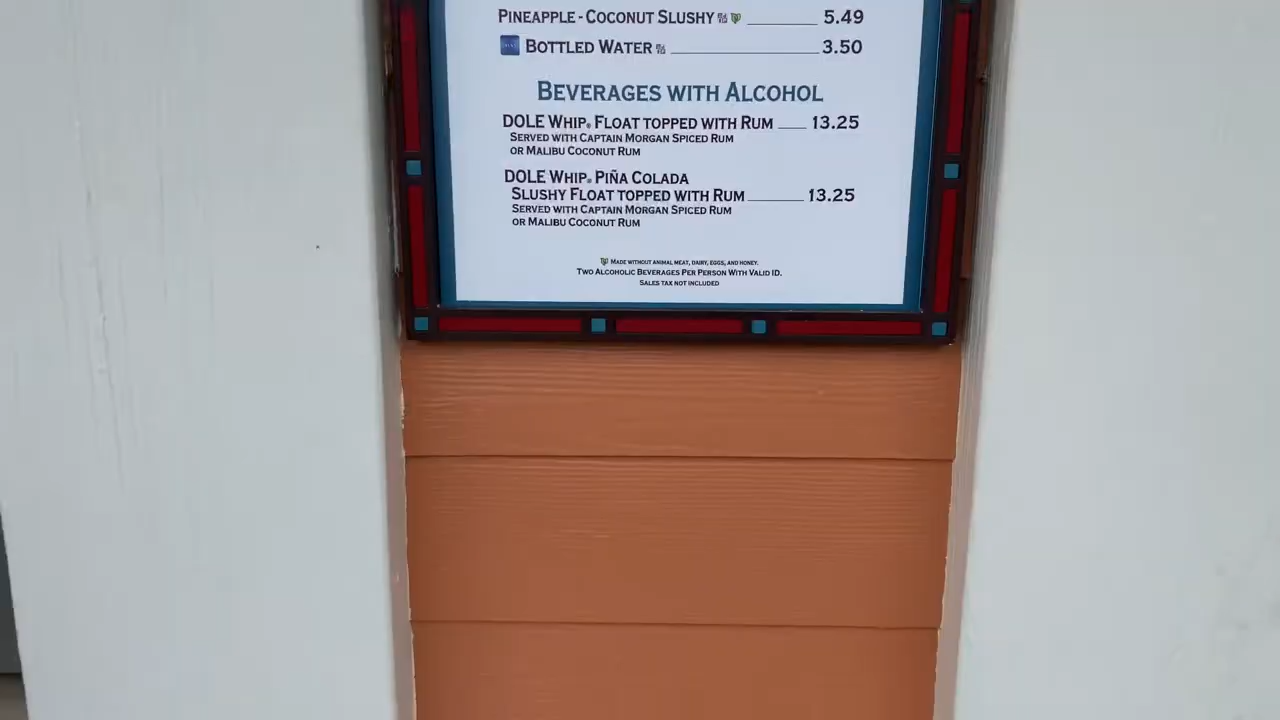 PINEAPPLE - COCONUT SLUSHY 5.49
BOTTLED WATER 3.50
BEVERAGES WITH ALCOHOL
DOLE WHIP® FLOAT TOPPED WITH RUM 13.25
SERVED WITH CAPTAIN MORGAN SPICED RUM
OR MALIBU COCONUT RUM
DOLE WHIP® PIÑA COLADA
SLUSHY FLOAT TOPPED WITH RUM 13.25
SERVED WITH CAPTAIN MORGAN SPICED RUM
OR MALIBU COCONUT RUM
MADE WITHOUT ANIMAL MEAT, DAIRY, EGGS, AND HONEY.
TWO ALCOHOLIC BEVERAGES PER PERSON WITH VALID ID.
SALES TAX NOT INCLUDED